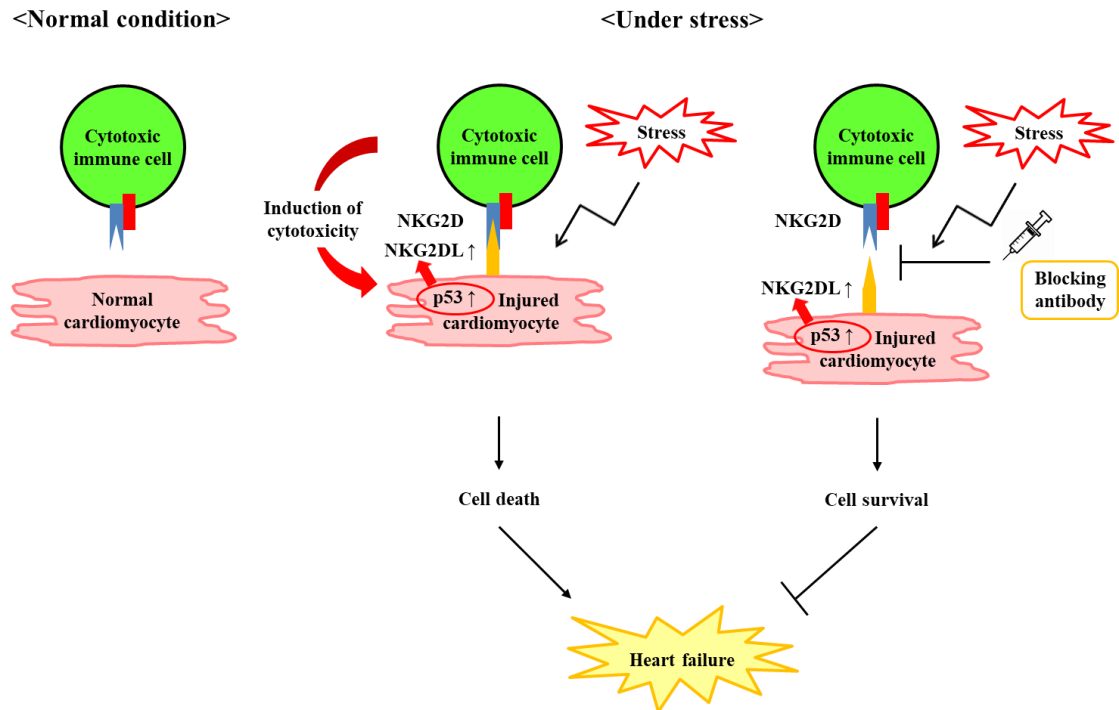 <Normal condition>
<Under stress>
Cytotoxic
immune cell
Normal
cardiomyocyte
Induction of
cytotoxicity
Cytotoxic
immune cell
Stress
NKG2D
NKG2DL ↑
p53 ↑ Injured
cardiomyocyte
Cell death
Cytotoxic
immune cell
Stress
NKG2D
Blocking
antibody
NKG2DL ↑
p53 ↑ Injured
cardiomyocyte
Cell survival
Heart failure